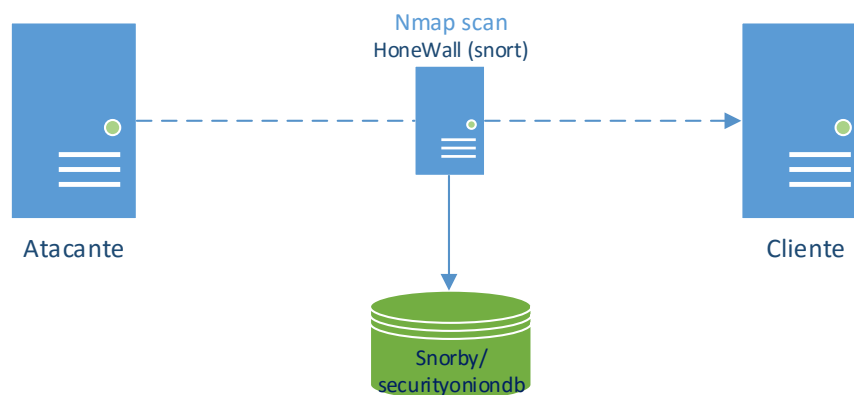 Nmap scan
HoneWall (snort)
Atacante
Cliente
Snorby/
securityoniondb